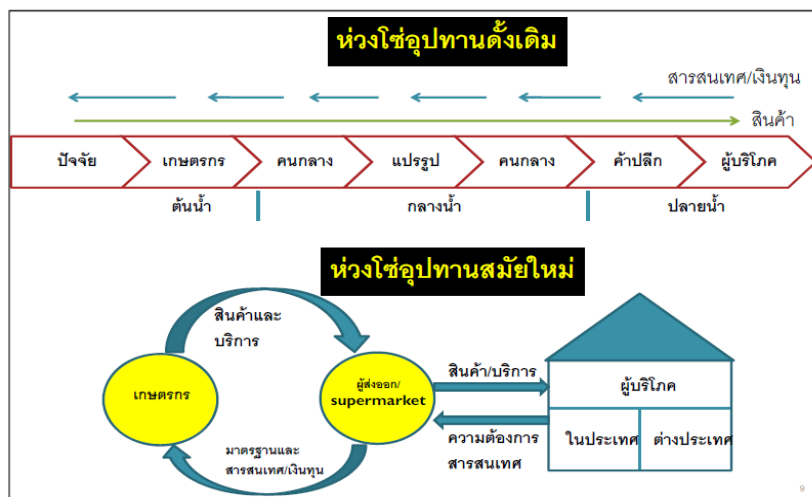 ห่วงโซ่อุปทานดั้งเดิม
สารสนเทศ/เงินทุน
สินค้า
ปัจจัย เกษตรกร คนกลาง แปรรูป คนกลาง ค้าปลีก ผู้บริโภค
ต้นน้ำ กลางน้ำ ปลายน้ำ
ห่วงโซ่อุปทานสมัยใหม่
สินค้าและ
บริการ
เกษตรกร
ผู้ส่งออก/
supermarket
มาตรฐานและ
สารสนเทศ/เงินทุน
สินค้า/บริการ
ความต้องการ
สารสนเทศ
ผู้บริโภค
ในประเทศ ต่างประเทศ
9